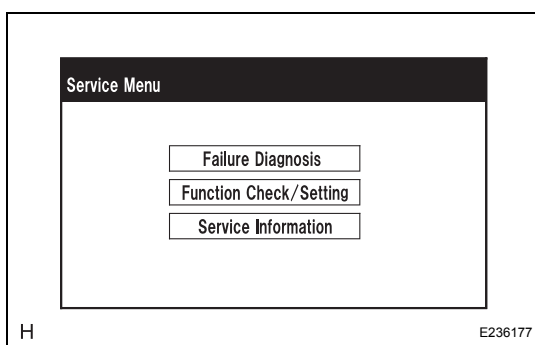 Service Menu
Failure Diagnosis
Function Check/Setting
Service Information
H
E236177